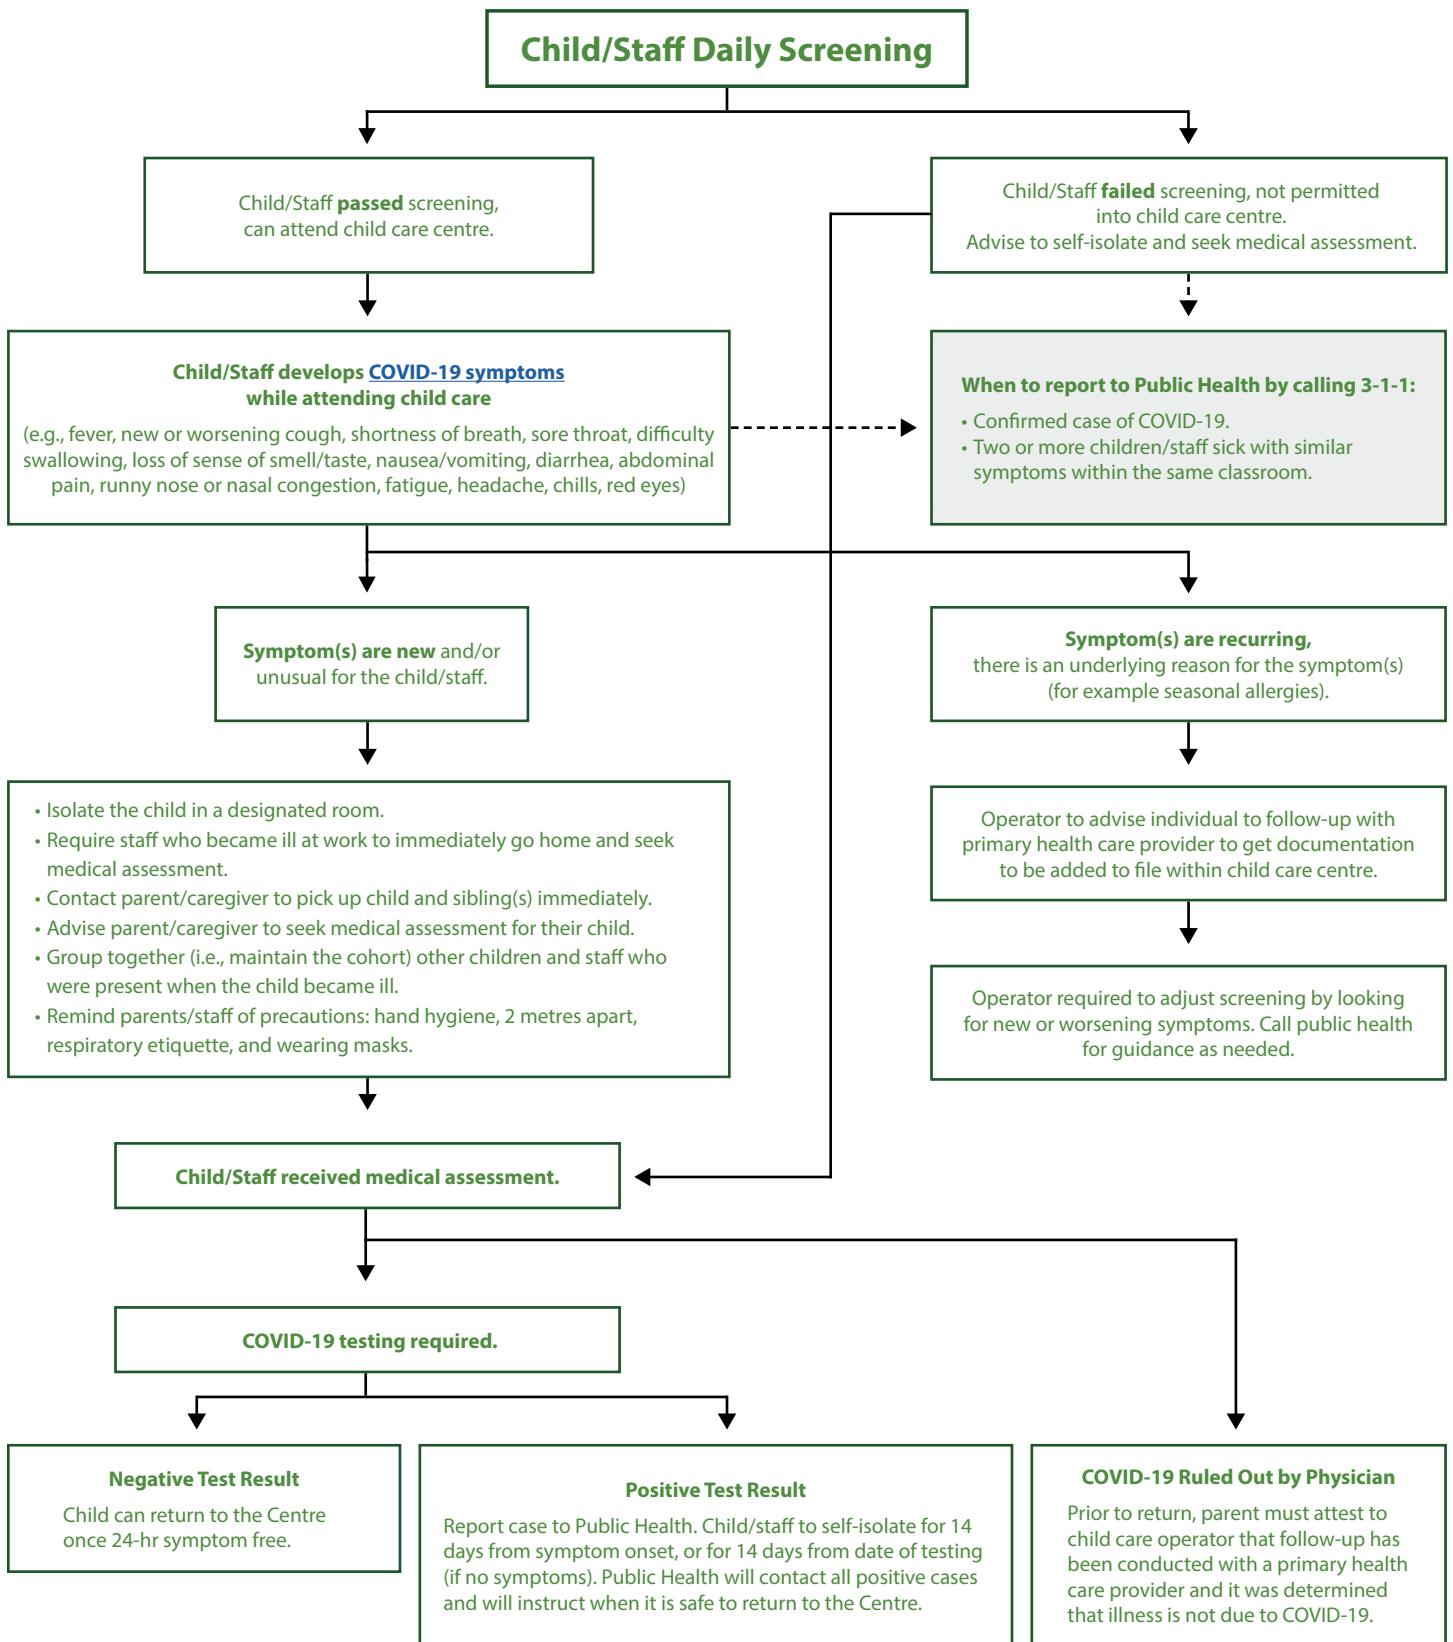 Child/Staff Daily Screening
Child/Staff passed screening,
can attend child care centre.
Child/Staff failed screening, not permitted
into child care centre.
Advise to self-isolate and seek medical assessment.
Child/Staff develops COVID-19 symptoms
while attending child care
(e.g., fever, new or worsening cough, shortness of breath, sore throat, difficulty
swallowing, loss of sense of smell/taste, nausea/vomiting, diarrhea, abdominal
pain, runny nose or nasal congestion, fatigue, headache, chills, red eyes)
When to report to Public Health by calling 3-1-1:
• Confirmed case of COVID-19.
• Two or more children/staff sick with similar
symptoms within the same classroom.
Symptom(s) are new and/or
unusual for the child/staff.
Symptom(s) are recurring,
there is an underlying reason for the symptom(s)
(for example seasonal allergies).
• Isolate the child in a designated room.
• Require staff who became ill at work to immediately go home and seek
medical assessment.
• Contact parent/caregiver to pick up child and sibling(s) immediately.
• Advise parent/caregiver to seek medical assessment for their child.
• Group together (i.e., maintain the cohort) other children and staff who
were present when the child became ill.
• Remind parents/staff of precautions: hand hygiene, 2 metres apart,
respiratory etiquette, and wearing masks.
Operator to advise individual to follow-up with
primary health care provider to get documentation
to be added to file within child care centre.
Operator required to adjust screening by looking
for new or worsening symptoms. Call public health
for guidance as needed.
Child/Staff received medical assessment.
COVID-19 testing required.
Negative Test Result
Child can return to the Centre
once 24-hr symptom free.
Positive Test Result
Report case to Public Health. Child/staff to self-isolate for 14
days from symptom onset, or for 14 days from date of testing
(if no symptoms). Public Health will contact all positive cases
and will instruct when it is safe to return to the Centre.
COVID-19 Ruled Out by Physician
Prior to return, parent must attest to
child care operator that follow-up has
been conducted with a primary health
care provider and it was determined
that illness is not due to COVID-19.